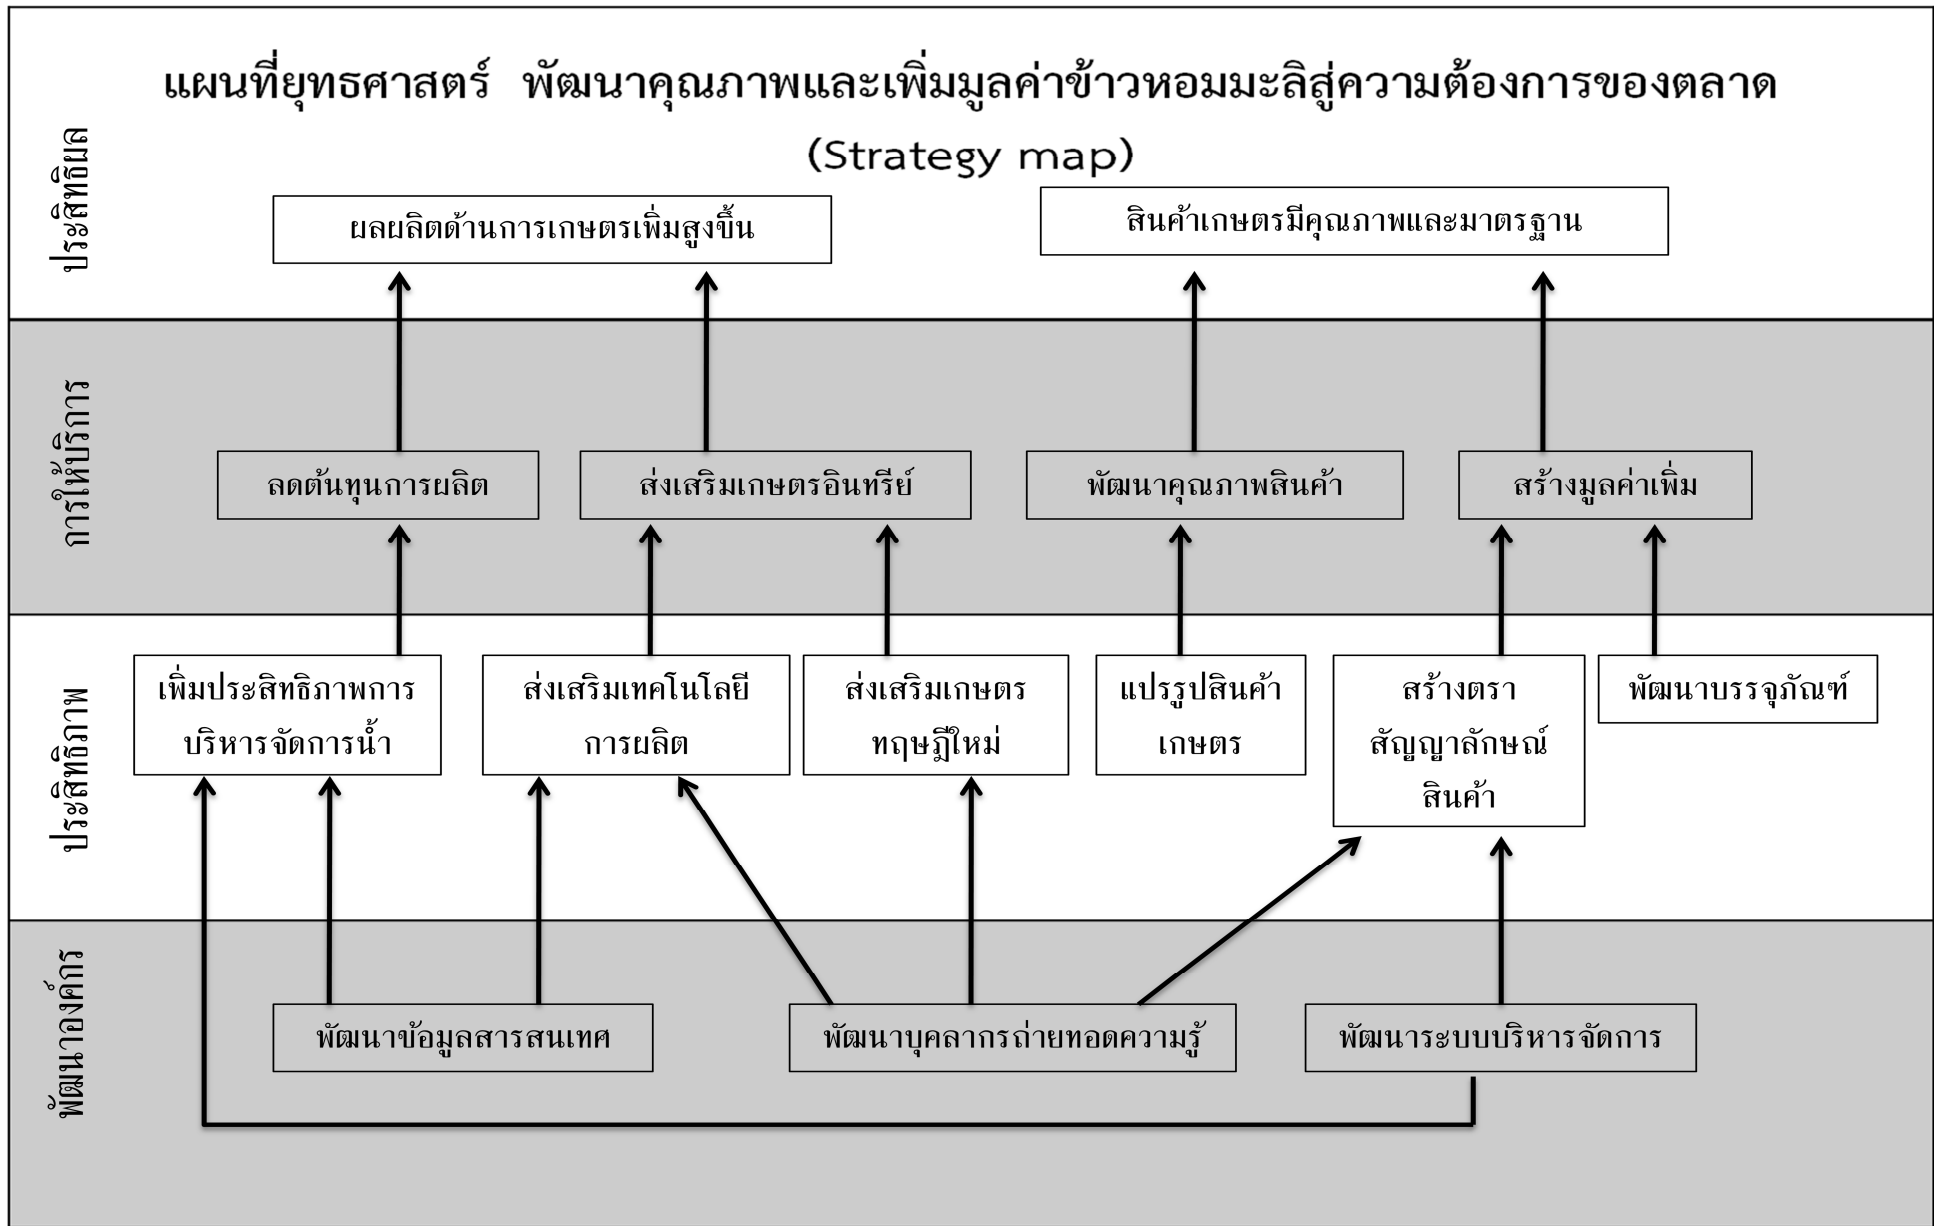 แผนที่ยุทธศาสตร์ พัฒนาคุณภาพและเพิ่มมูลค่าข้าวหอมมะลิสู่ความต้องการของตลาด
(Strategy map)
ประสิทธิผล
ผลผลิตด้านการเกษตรเพิ่มสูงขึ้น
สินค้าเกษตรมีคุณภาพและมาตรฐาน
การให้บริการ
ลดต้นทุนการผลิต
ส่งเสริมเกษตรอินทรีย์
พัฒนาคุณภาพสินค้า
สร้างมูลค่าเพิ่ม
ประสิทธิภาพ
เพิ่มประสิทธิภาพการ
บริหารจัดการน้ำ
ส่งเสริมเทคโนโลยี
การผลิต
ส่งเสริมเกษตร
ทฤษฎีใหม่
แปรรูปสินค้า
เกษตร
สร้างตรา
สัญญาลักษณ์
สินค้า
พัฒนาบรรจุภัณฑ์
พัฒนาองค์กร
พัฒนาข้อมูลสารสนเทศ
พัฒนาบุคลากรถ่ายทอดความรู้
พัฒนาระบบบริหารจัดการ